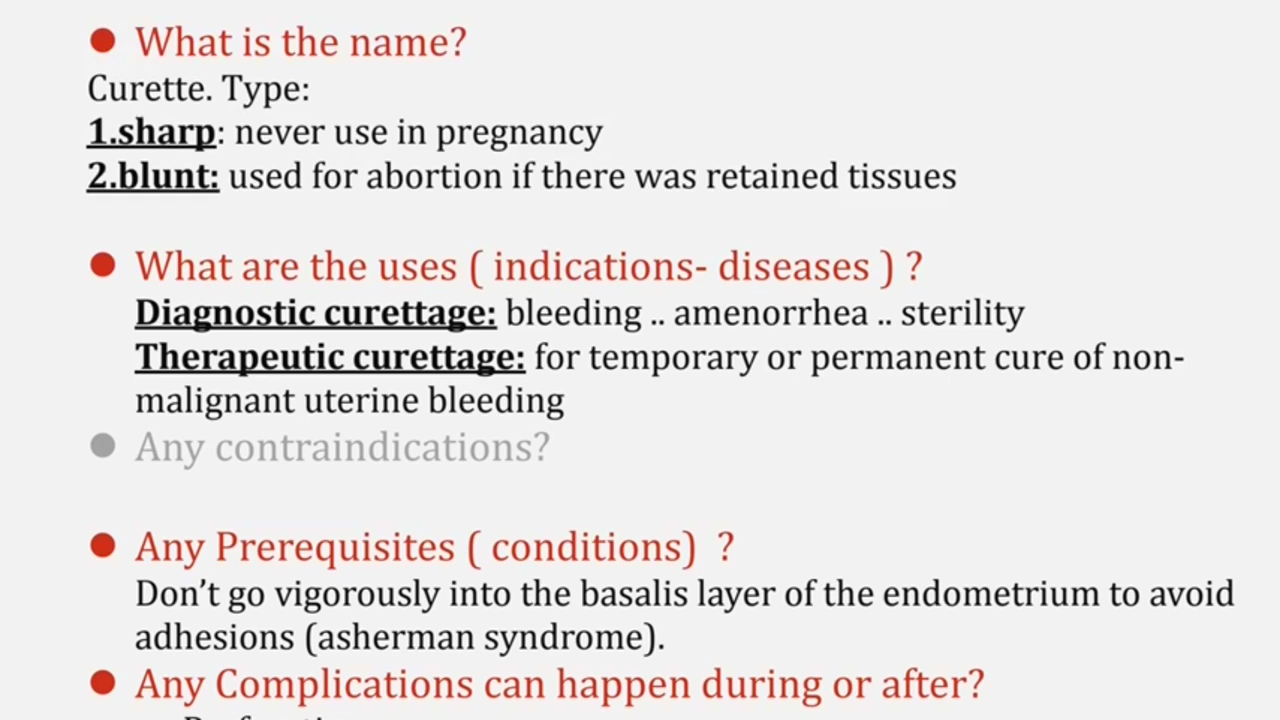 ● What is the name?
Curette. Type:
1.sharp: never use in pregnancy
2.blunt: used for abortion if there was retained tissues
● What are the uses ( indications- diseases ) ?
Diagnostic curettage: bleeding .. amenorrhea .. sterility
Therapeutic curettage: for temporary or permanent cure of non-
malignant uterine bleeding
● Any contraindications?
● Any Prerequisites ( conditions) ?
Don’t go vigorously into the basalis layer of the endometrium to avoid
adhesions (asherman syndrome).
● Any Complications can happen during or after?